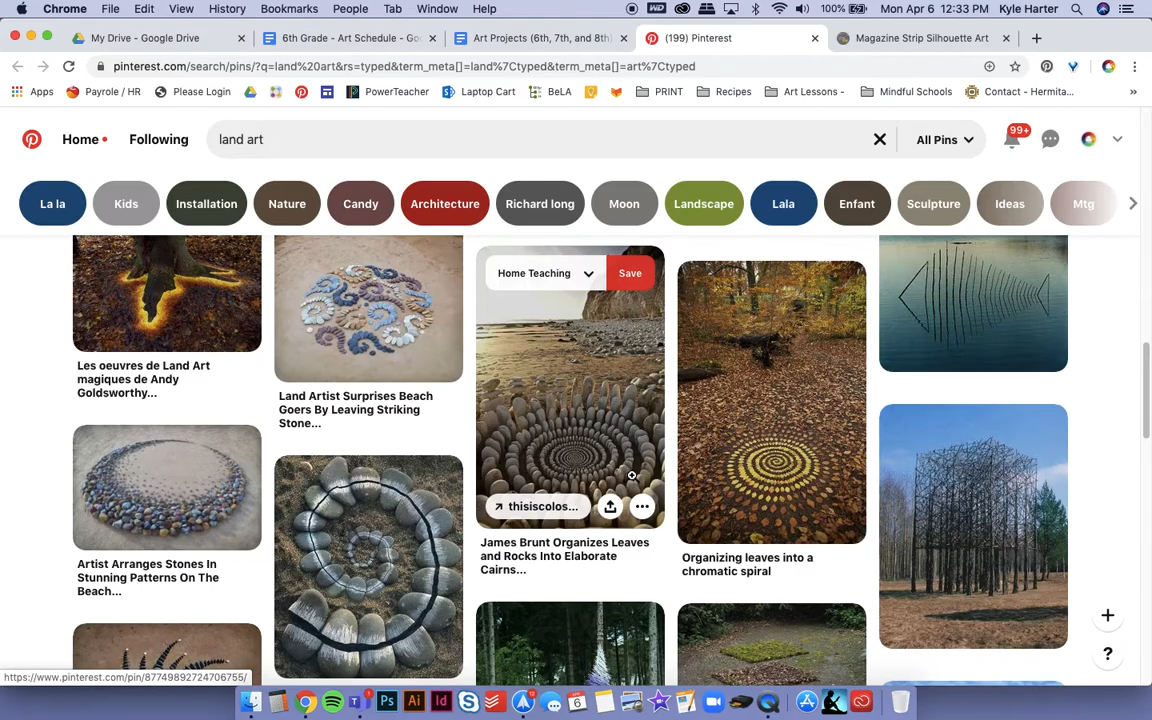 Chrome File Edit View History Bookmarks People Tab Window Help 100% Mon Apr 6 12:33 PM Kyle Harter
My Drive - Google Drive 6th Grade - Art Schedule - Go Art Projects (6th, 7th, and 8th) (199) Pinterest Magazine Strip Silhouette Art
pinterest.com/search/pins/?q=land%20art&rs=typed&term_meta[]=land%7Ctyped&term_meta[]=art%7Ctyped
Apps Payrole / HR Please Login PowerTeacher Laptop Cart BeLA PRINT Recipes Art Lessons - Mindful Schools Contact - Hermita...
Home Following land art All Pins 99+
La la Kids Installation Nature Candy Architecture Richard long Moon Landscape Lala Enfant Sculpture Ideas Mtg
Home Teaching Save
Les oeuvres de Land Art
magiques de Andy
Goldsworthy...
Land Artist Surprises Beach
Goers By Leaving Striking
Stone...
thisiscolos...
James Brunt Organizes Leaves
and Rocks Into Elaborate
Cairns...
Organizing leaves into a
chromatic spiral
Artist Arranges Stones In
Stunning Patterns On The
Beach...
https://www.pinterest.com/pin/87749892724706755/